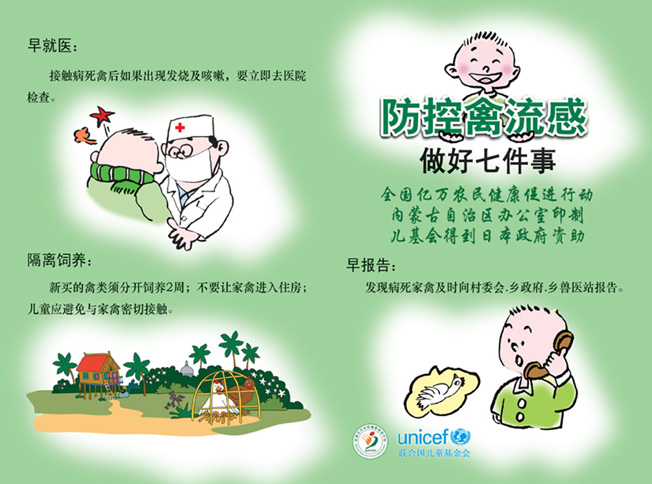 早就医：
接触病死禽后如果出现发烧及咳嗽，要立即去医院
检查。
隔离饲养：
新买的禽类须分开饲养2周；不要让家禽进入住房；
儿童应避免与家禽密切接触。
防控禽流感
做好七件事
全国亿万农民健康促进行动
内蒙古自治区办公室印制
儿基会得到日本政府资助
早报告：
发现病死家禽及时向村委会.乡政府.乡兽医站报告。
unicef
联合国儿童基金会